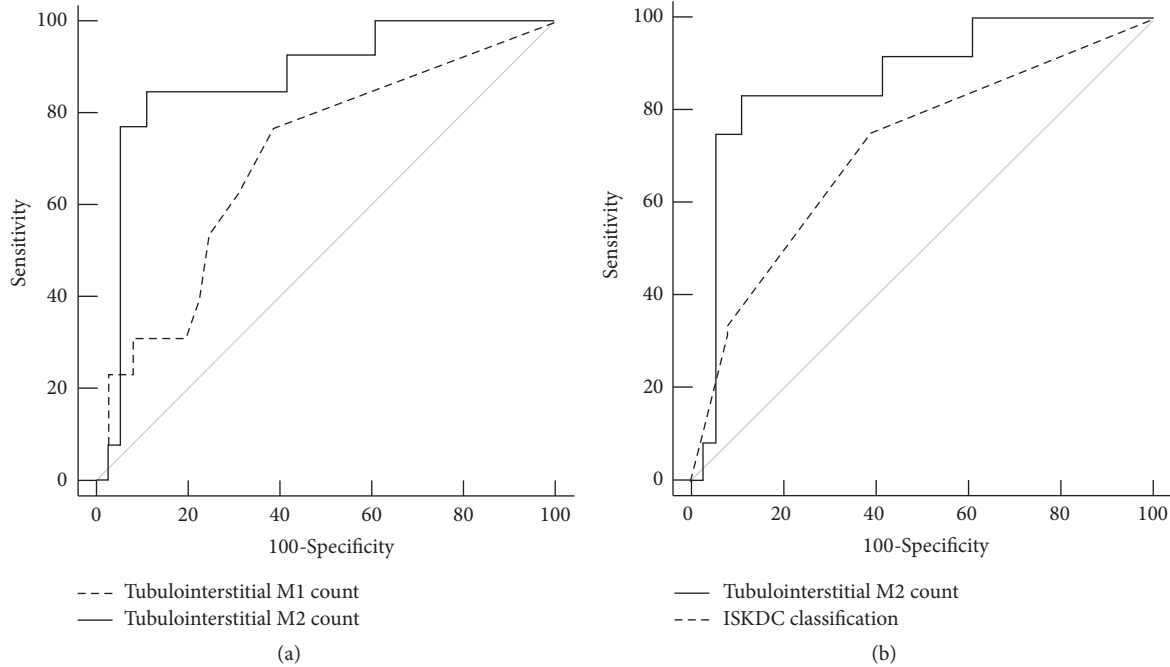 100
80
60
40
20
0
Sensitivity
0 20 40 60 80 100
100-Specificity
Tubulointerstitial M1 count
Tubulointerstitial M2 count
(a)
100
80
60
40
20
0
Sensitivity
0 20 40 60 80 100
100-Specificity
Tubulointerstitial M2 count
ISKDC classification
(b)